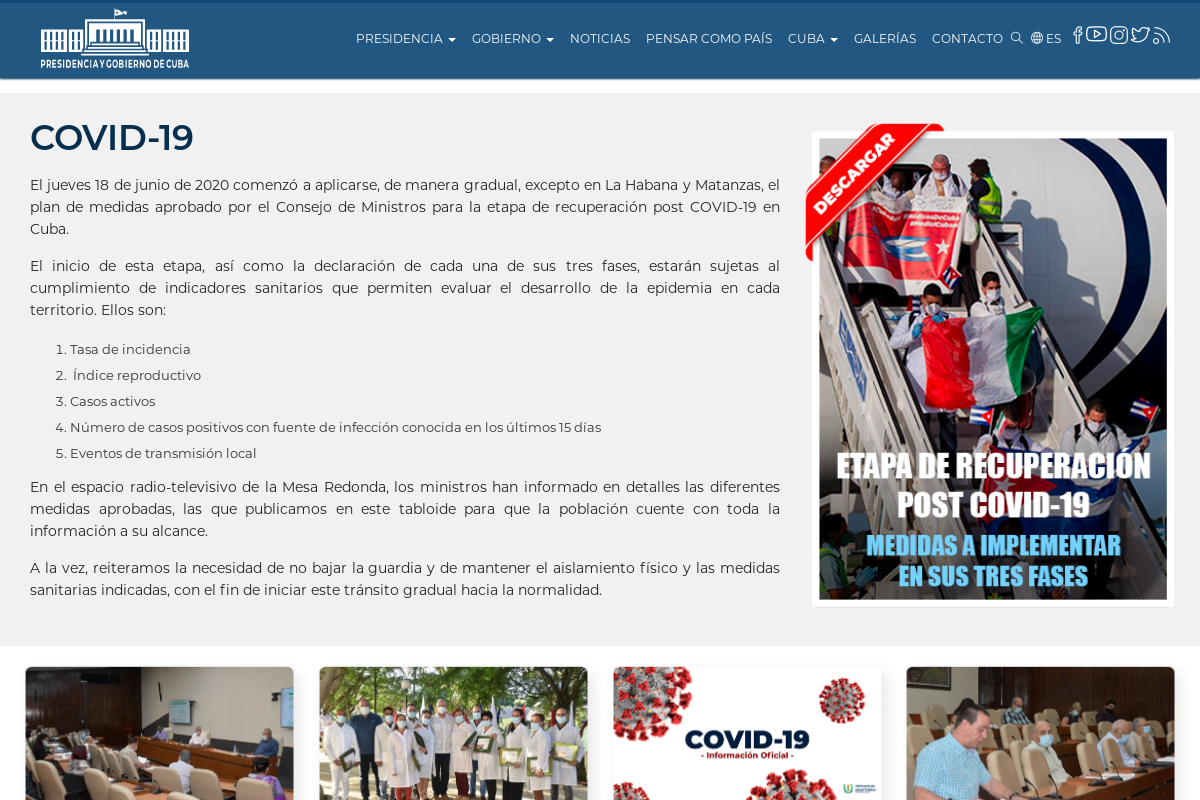 PRESIDENCIA Y GOBIERNO DE CUBA
PRESIDENCIA
GOBIERNO
NOTICIAS
PENSAR COMO PAÍS
CUBA
GALERÍAS
CONTACTO
ES
COVID-19
El jueves 18 de junio de 2020 comenzó a aplicarse, de manera gradual, excepto en La Habana y Matanzas, el
plan de medidas aprobado por el Consejo de Ministros para la etapa de recuperación post COVID-19 en
Cuba.
El inicio de esta etapa, así como la declaración de cada una de sus tres fases, estarán sujetas al
cumplimiento de indicadores sanitarios que permiten evaluar el desarrollo de la epidemia en cada
territorio. Ellos son:
1. Tasa de incidencia
2. Índice reproductivo
3. Casos activos
4. Número de casos positivos con fuente de infección conocida en los últimos 15 días
5. Eventos de transmisión local
En el espacio radio-televisivo de la Mesa Redonda, los ministros han informado en detalles las diferentes
medidas aprobadas, las que publicamos en este tabloide para que la población cuente con toda la
información a su alcance.
A la vez, reiteramos la necesidad de no bajar la guardia y de mantener el aislamiento físico y las medidas
sanitarias indicadas, con el fin de iniciar este tránsito gradual hacia la normalidad.
DESCARGAR
ETAPA DE RECUPERACIÓN
POST COVID-19
MEDIDAS A IMPLEMENTAR
EN SUS TRES FASES
COVID-19
- Información Oficial -